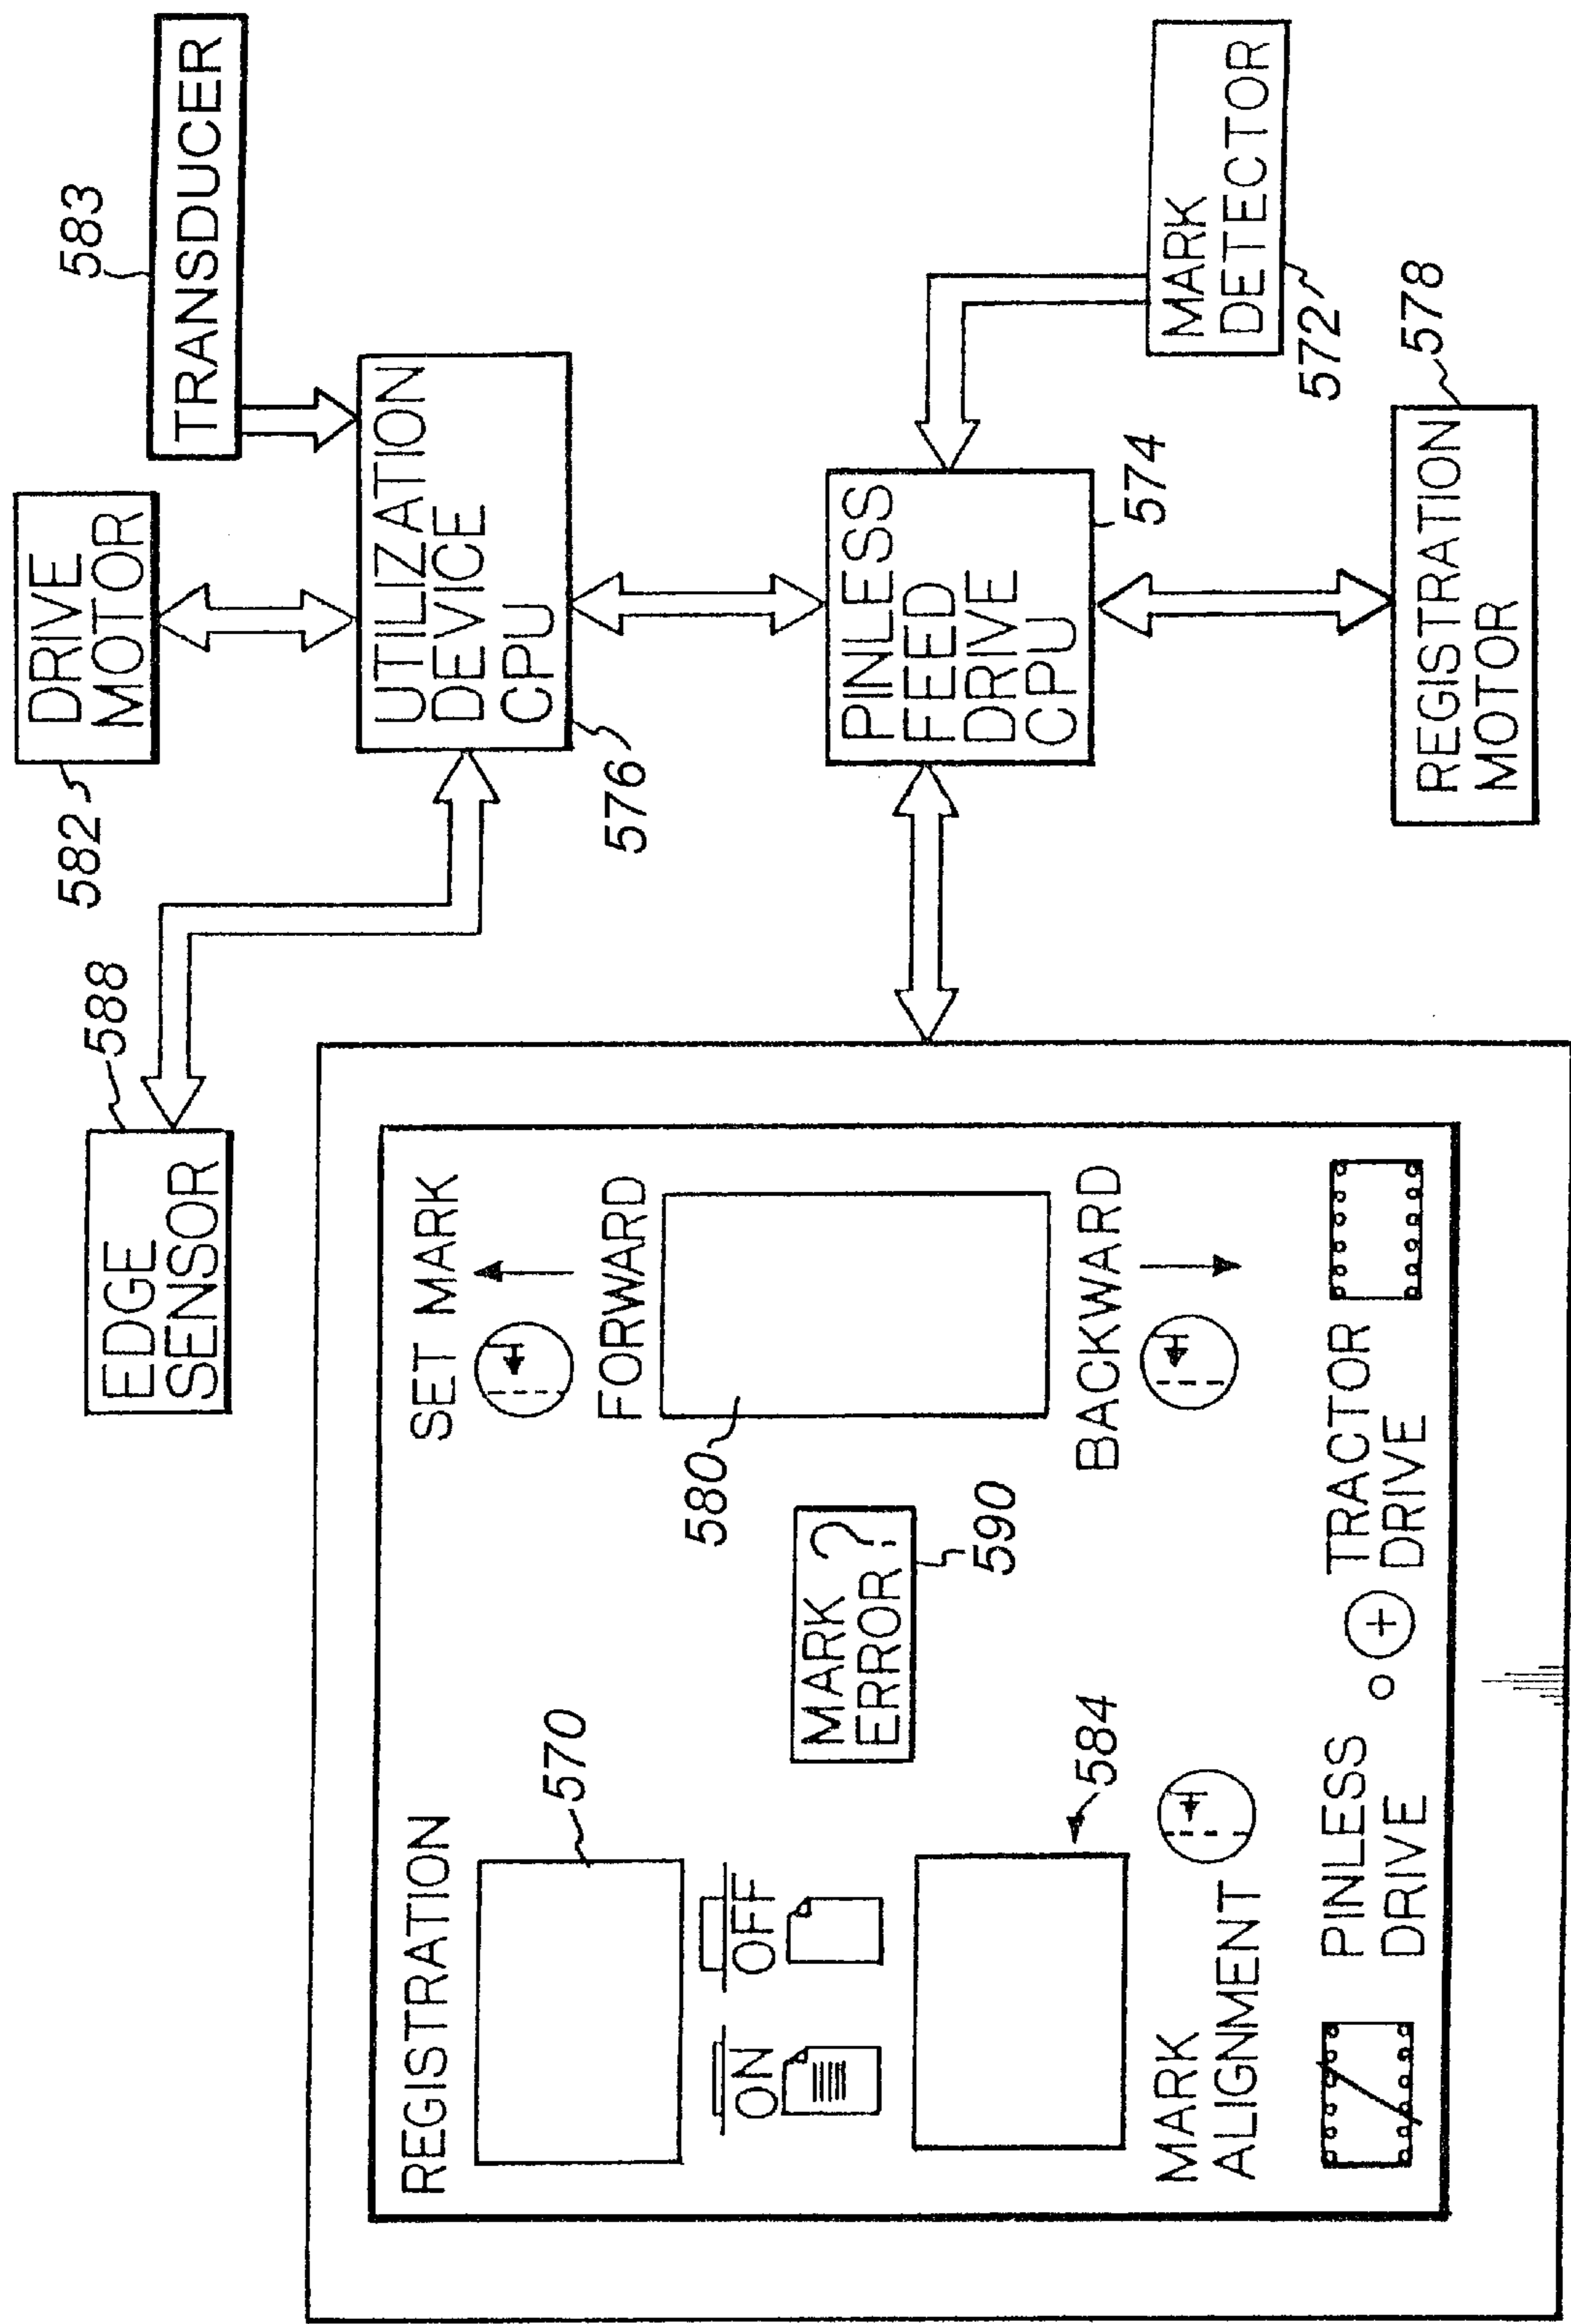 583
TRANSDUCER
DRIVE
MOTOR
582
UTILIZATION
DEVICE
CPU
576
588
EDGE
SENSOR
MARK
DETECTOR
572
PINLESS
FEED
DRIVE
CPU
574
REGISTRATION
MOTOR
578
REGISTRATION
570
ON
OFF
584
MARK
ALIGNMENT
MARK ?
ERROR
590
SET MARK
FORWARD
580
BACKWARD
PINLESS
DRIVE
TRACTOR
DRIVE